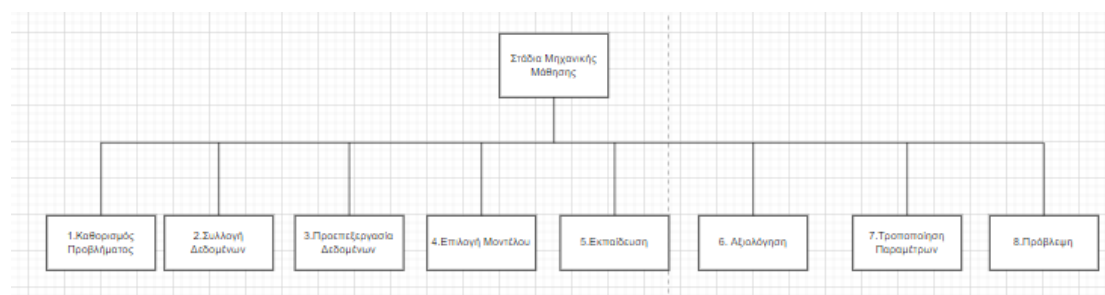 Στάδια Μηχανικής
Μάθησης
1.Καθορισμός
Προβλήματος
2.Συλλογή
Δεδομένων
3.Προεπεξεργασία
Δεδομένων
4.Επιλογή Μοντέλου
5.Εκπαίδευση
6. Αξιολόγηση
7.Τροποποίηση
Παραμέτρων
8.Πρόβλεψη